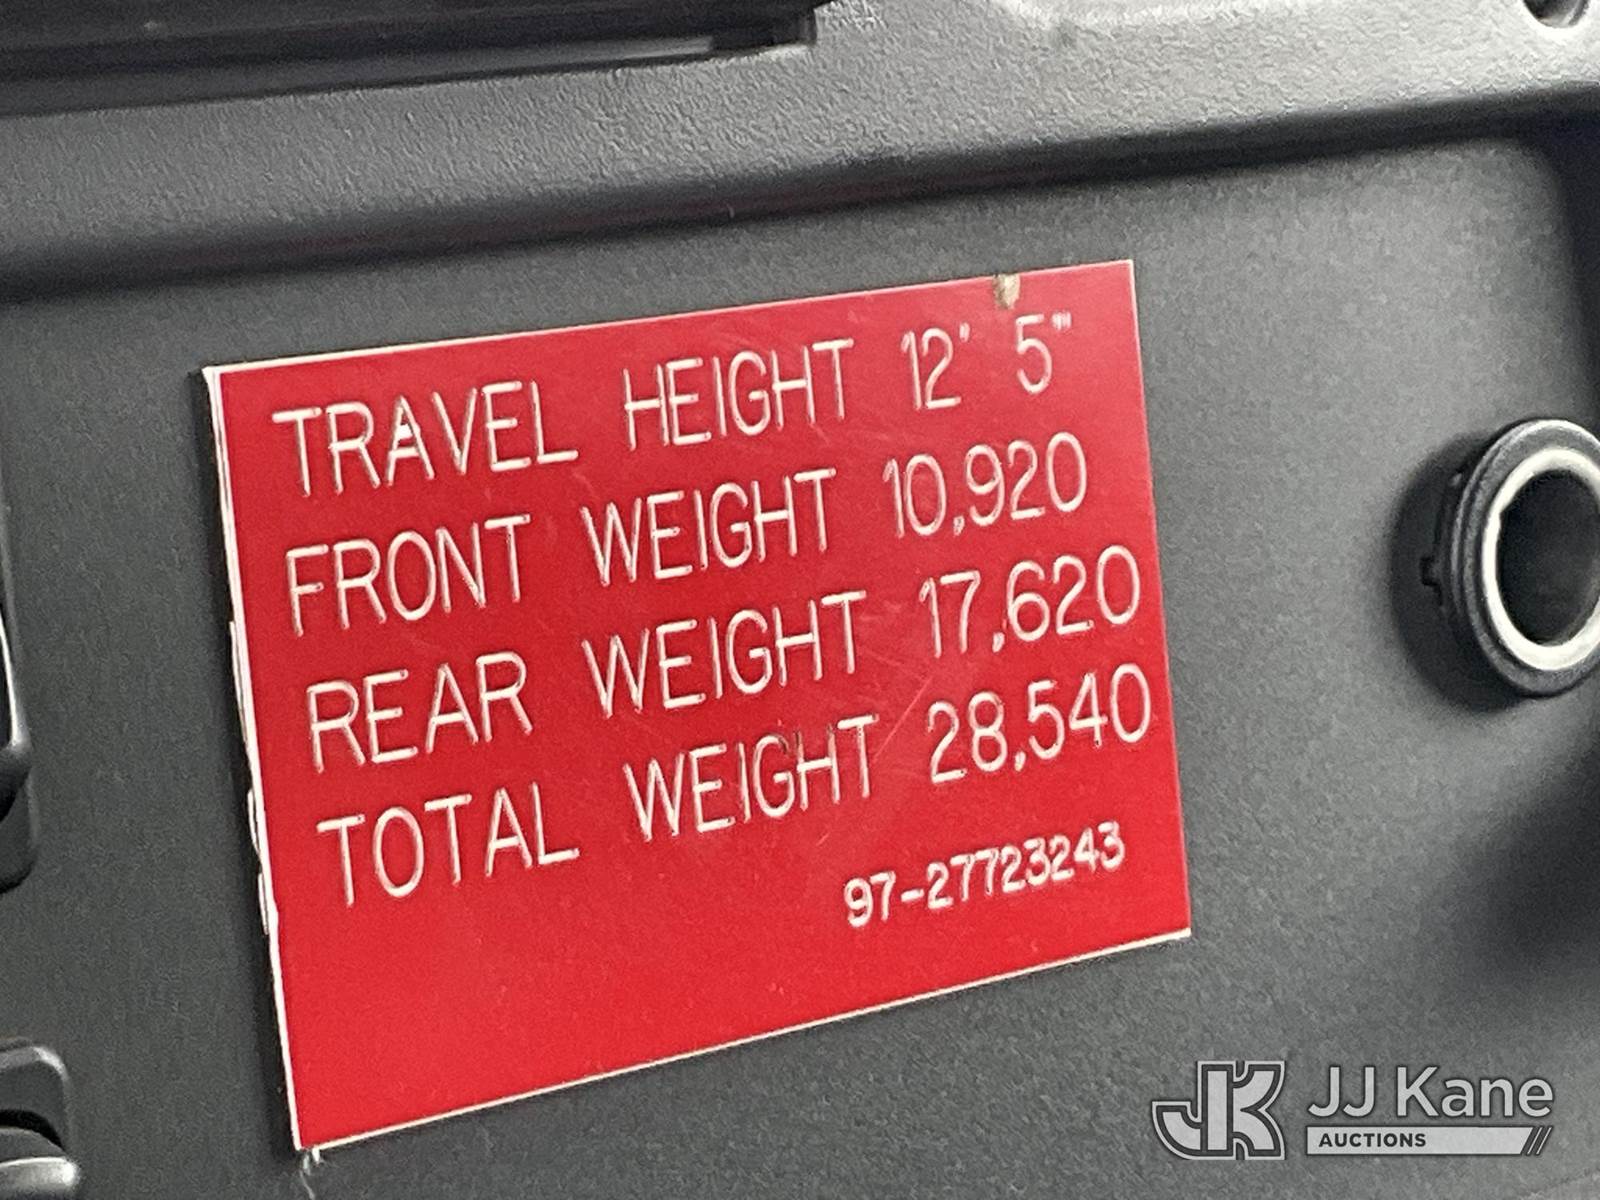 TRAVEL HEIGHT 12' 5"
FRONT WEIGHT 10,920
REAR WEIGHT 17,620
TOTAL WEIGHT 28,540
97-27723243
JK JJ Kane
AUCTIONS